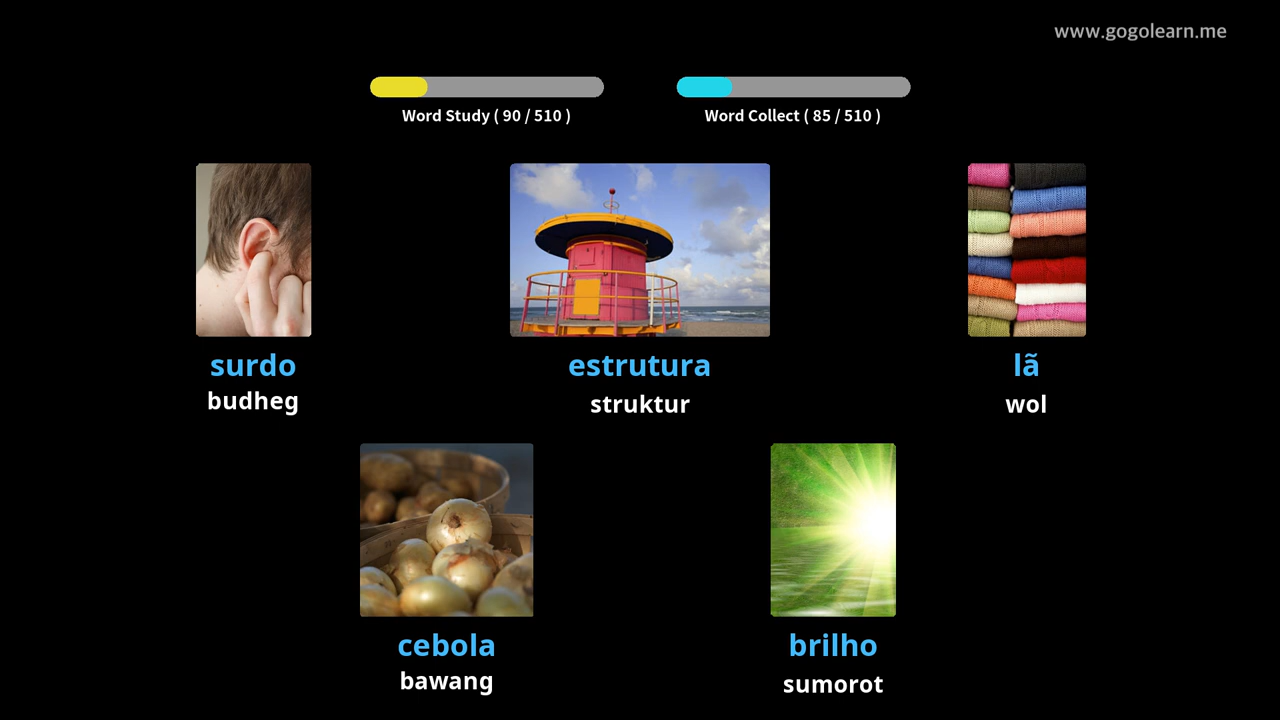 www.gogolearn.me
Word Study ( 90 / 510 )
Word Collect ( 85 / 510 )
surdo
budheg
estrutura
struktur
lã
wol
cebola
bawang
brilho
sumorot